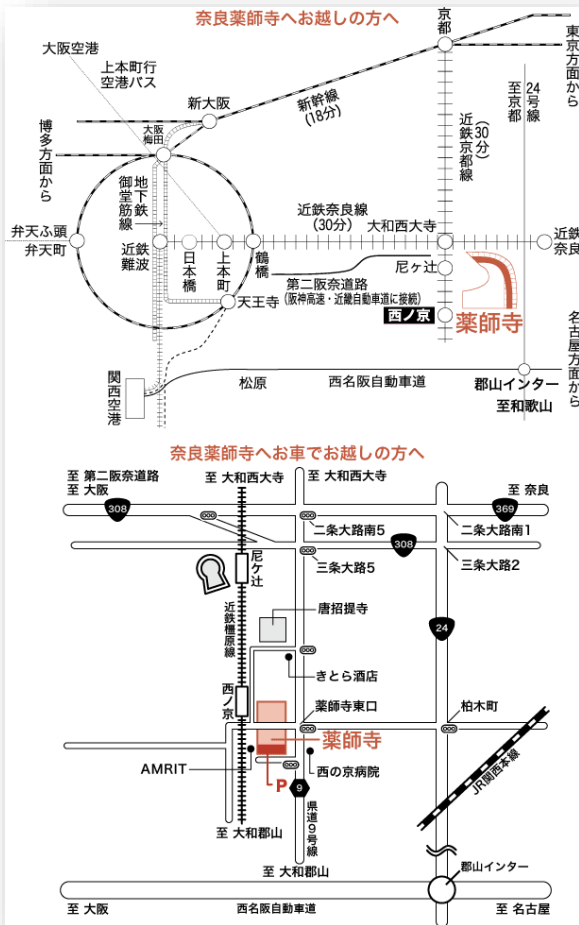 奈良薬師寺へお越しの方へ
京都
東京方面から
大阪空港
上本町行
空港バス
新大阪
新幹線
(18分)
24号線
至京都
大阪
梅田
博多方面から
地下鉄
御堂筋線
(30分)
近鉄京都線
近鉄奈良線
(30分)
大和西大寺
弁天ふ頭
弁天町
近鉄
難波
日本橋
上本町
鶴橋
近鉄
奈良
尼ヶ辻
第二阪奈道路
(阪神高速・近畿自動車道に接続)
天王寺
西ノ京
薬師寺
名古屋方面から
関西空港
松原
西名阪自動車道
郡山インター
至和歌山
奈良薬師寺へお車でお越しの方へ
至 第二阪奈道路
至 大阪
至 大和西大寺
至 大和西大寺
至 奈良
308
369
二条大路南5
二条大路南1
308
尼ケ辻
三条大路5
三条大路2
近鉄橿原線
唐招提寺
24
きとら酒店
西ノ京
薬師寺東口
柏木町
薬師寺
AMRIT
西の京病院
P
9
JR関西本線
県道9号線
至 大和郡山
至 大和郡山
郡山インター
至 大阪
西名阪自動車道
至 名古屋